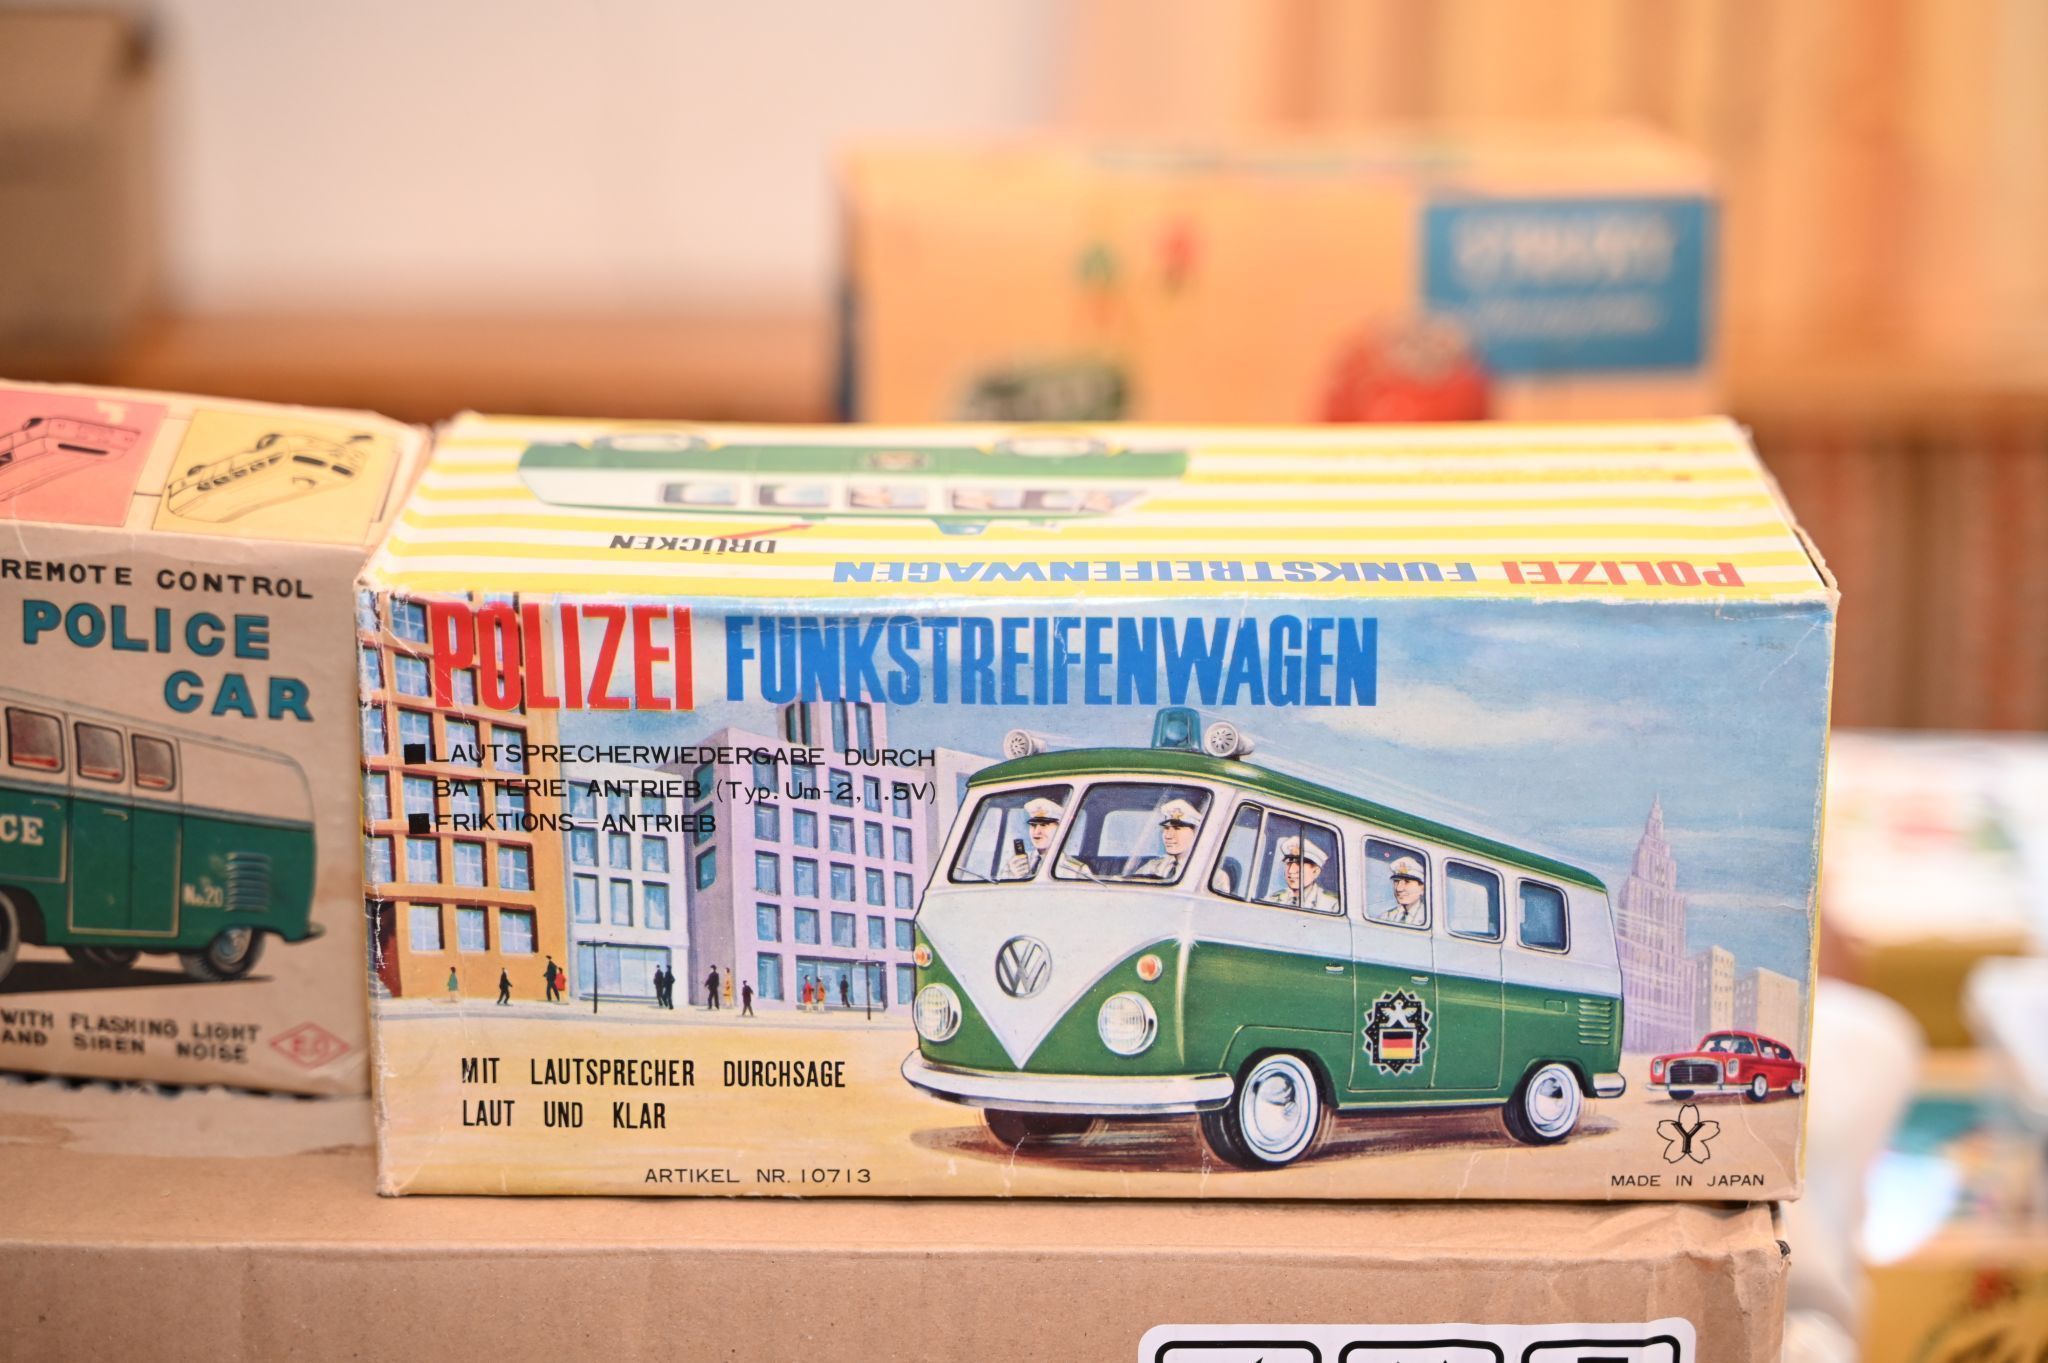 REMOTE CONTROL
POLICE
CAR
CE
No.20
WITH FLASHING LIGHT
AND SIREN NOISE
E.O
DRÜCKEN
POLIZEI FUNKSTREIFENWAGEN
POLIZEI FUNKSTREIFENWAGEN
■ LAUTSPRECHERWIEDERGABE DURCH
BATTERIE ANTRIEB (Typ. Um-2, 1.5V)
■ FRIKTIONS-ANTRIEB
VW
MIT LAUTSPRECHER DURCHSAGE
LAUT UND KLAR
ARTIKEL NR. 10713
Y
MADE IN JAPAN